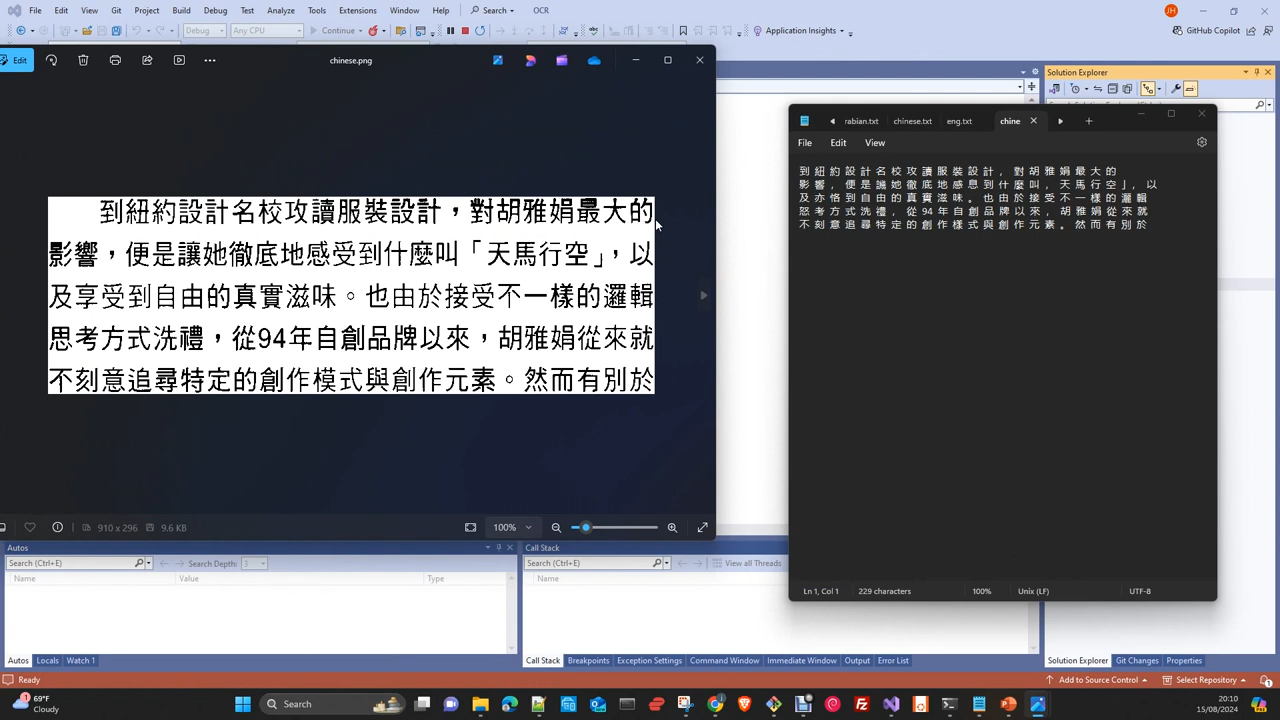 File Edit View Git Project Build Debug Test Analyze Tools Extensions Window Help Search OCR JH
Debug Any CPU Continue Application Insights GitHub Copilot
Edit chinese.png
Solution Explorer
到紐約設計名校攻讀服裝設計，對胡雅娟最大的
影響，便是讓她徹底地感受到什麼叫「天馬行空」，以
及享受到自由的真實滋味。也由於接受不一樣的邏輯
思考方式洗禮，從94年自創品牌以來，胡雅娟從來就
不刻意追尋特定的創作模式與創作元素。然而有別於
910 x 296 9.6 KB 100%
rabian.txt chinese.txt eng.txt chine
File Edit View
到 紐 約 設 計 名 校 攻 讀 服 裝 設 計 ， 對 胡 雅 娟 最 大 的
影 響 ， 便 是 讓 她 徹 底 地 感 息 到 什 麼 叫 ， 天 馬 行 空 」 ， 以
及 亦 恪 到 自 由 的 真 實 滋 味 。 也 由 於 接 受 不 一 樣 的 邏 輯
怒 考 方 式 洗 禮 ， 從 94 年 自 創 品 牌 以 來 ， 胡 雅 娟 從 來 就
不 刻 意 追 尋 特 定 的 創 作 樣 式 與 創 作 元 素 。 然 而 有 別 於
Ln 1, Col 1 229 characters 100% Unix (LF) UTF-8
Autos
Search (Ctrl+E) Search Depth: 3
Name Value Type
Autos Locals Watch 1
Call Stack
Search (Ctrl+E) View all Threads
Name
Call Stack Breakpoints Exception Settings Command Window Immediate Window Output Error List
Solution Explorer Git Changes Properties
Ready Add to Source Control Select Repository
69°F
Cloudy
Search
20:10
15/08/2024